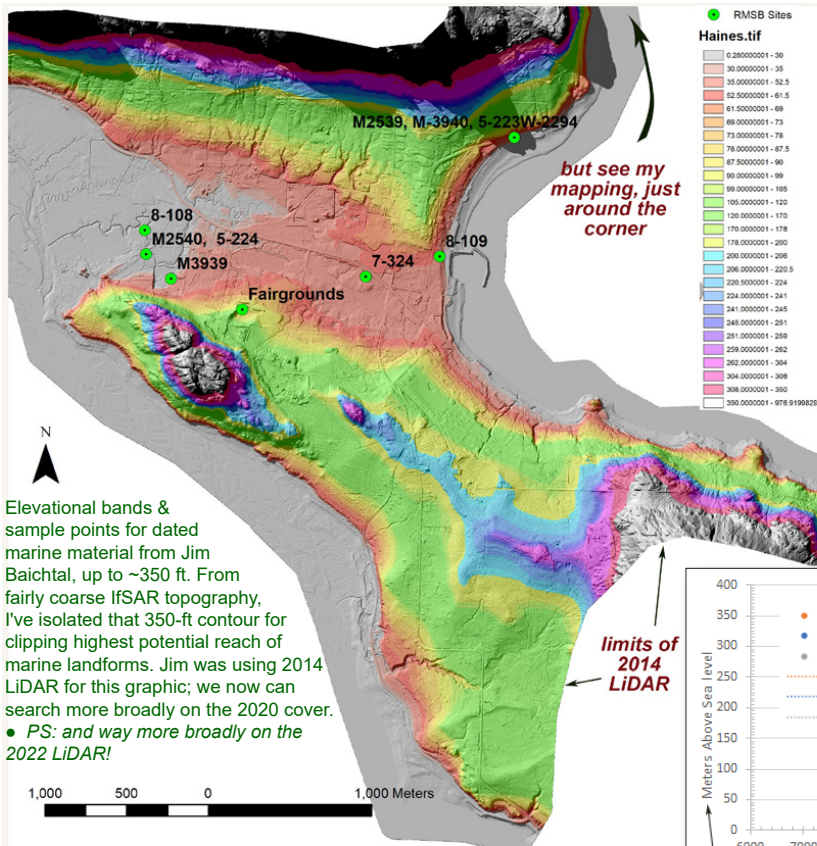 RMSB Sites
Haines.tif
0.280000001 - 30
30.00000001 - 35
35.00000001 - 52.5
52.50000001 - 61.5
61.50000001 - 69
69.00000001 - 73
73.00000001 - 78
78.00000001 - 87.5
87.50000001 - 90
90.00000001 - 99
99.00000001 - 105
105.0000001 - 120
120.0000001 - 170
170.0000001 - 178
178.0000001 - 200
200.0000001 - 206
206.0000001 - 220.5
220.5000001 - 224
224.0000001 - 241
241.0000001 - 245
245.0000001 - 251
251.0000001 - 259
259.0000001 - 262
262.0000001 - 304
304.0000001 - 308
308.0000001 - 350
350.0000001 - 976.9199829
M2539, M-3940, 5-223W-2294
but see my
mapping, just
around the
corner
8-108
M2540, 5-224
M3939
7-324
8-109
Fairgrounds
N
Elevational bands &
sample points for dated
marine material from Jim
Baichtal, up to ~350 ft. From
fairly coarse IfSAR topography,
I've isolated that 350-ft contour for
clipping highest potential reach of
marine landforms. Jim was using 2014
LiDAR for this graphic; we now can
search more broadly on the 2020 cover.
● PS: and way more broadly on the
2022 LiDAR!
limits of
2014
LiDAR
1,000 500 0 1,000 Meters
Meters Above Sea level
400
350
300
250
200
150
100
50
0